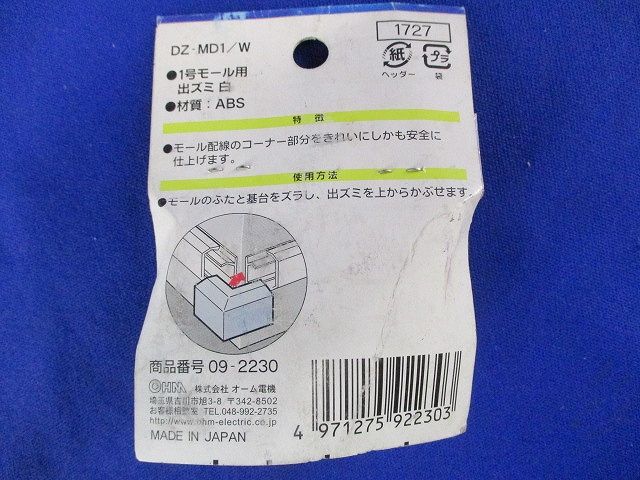 DZ-MD1/W
1727
紙
プラ
ヘッダー
袋
●1号モール用
出ズミ 白
●材質：ABS
特徴
●モール配線のコーナー部分をきれいにしかも安全に
仕上げます。
使用方法
●モールのふたと基台をズラし、出ズミを上からかぶせます。
商品番号 09-2230
OHM 株式会社 オーム電機
埼玉県吉川市旭3-8 〒342-8502
お客様相談室 TEL.048-992-2735
http://www.ohm-electric.co.jp
MADE IN JAPAN
4 971275 922303